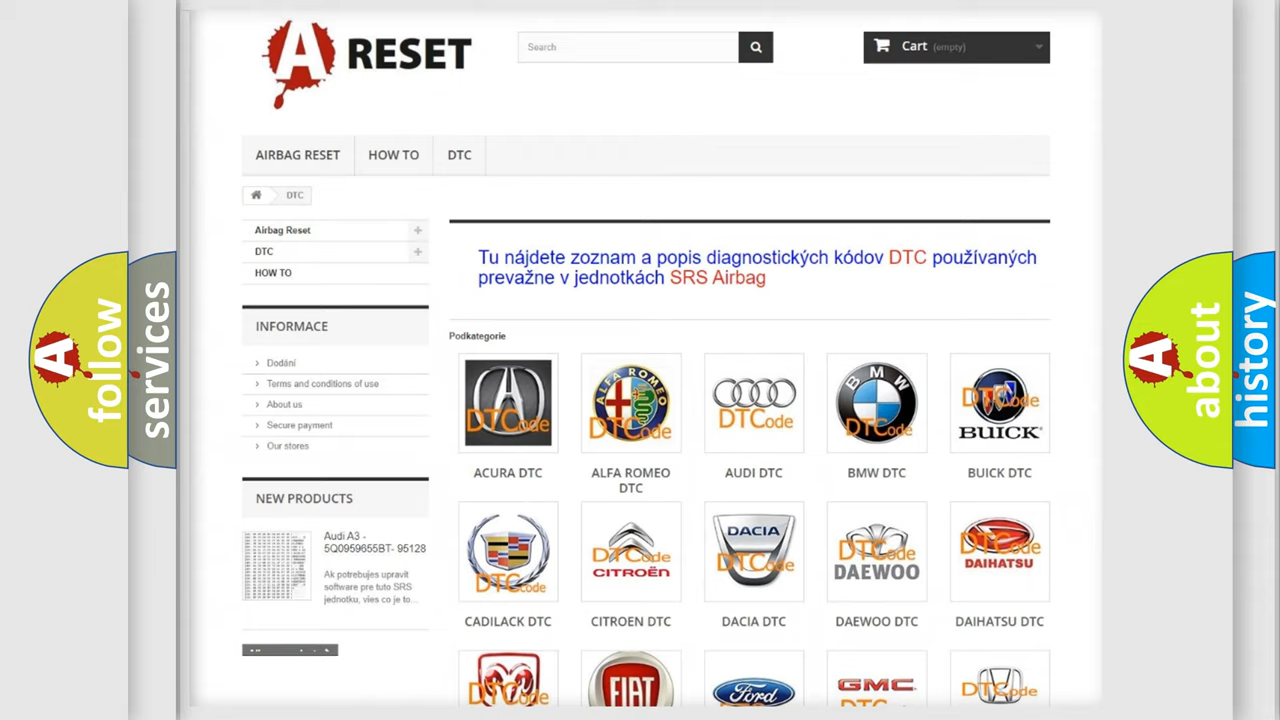 A RESET
Search
Cart (empty)
AIRBAG RESET
HOW TO
DTC
DTC
Airbag Reset
DTC
HOW TO
Tu nájdete zoznam a popis diagnostických kódov DTC používaných
prevažne v jednotkách SRS Airbag
INFORMACE
Dodání
Terms and conditions of use
About us
Secure payment
Our stores
NEW PRODUCTS
Audi A3 -
5Q0959655BT- 95128
Ak potrebujes upravit
software pre tuto SRS
jednotku, vies co je to...
Podkategorie
DTCode
ALFA ROMEO
DTCode
DTCode
BMW
DTCode
DTCode
BUICK
ACURA DTC
ALFA ROMEO
DTC
AUDI DTC
BMW DTC
BUICK DTC
DTCode
DTCode
CITROËN
DACIA
DTCode
DTCode
DAEWOO
DTCode
DAIHATSU
CADILACK DTC
CITROEN DTC
DACIA DTC
DAEWOO DTC
DAIHATSU DTC
DTCode
FIAT
Ford
GMC
DTCode
A follow
services
A about
history